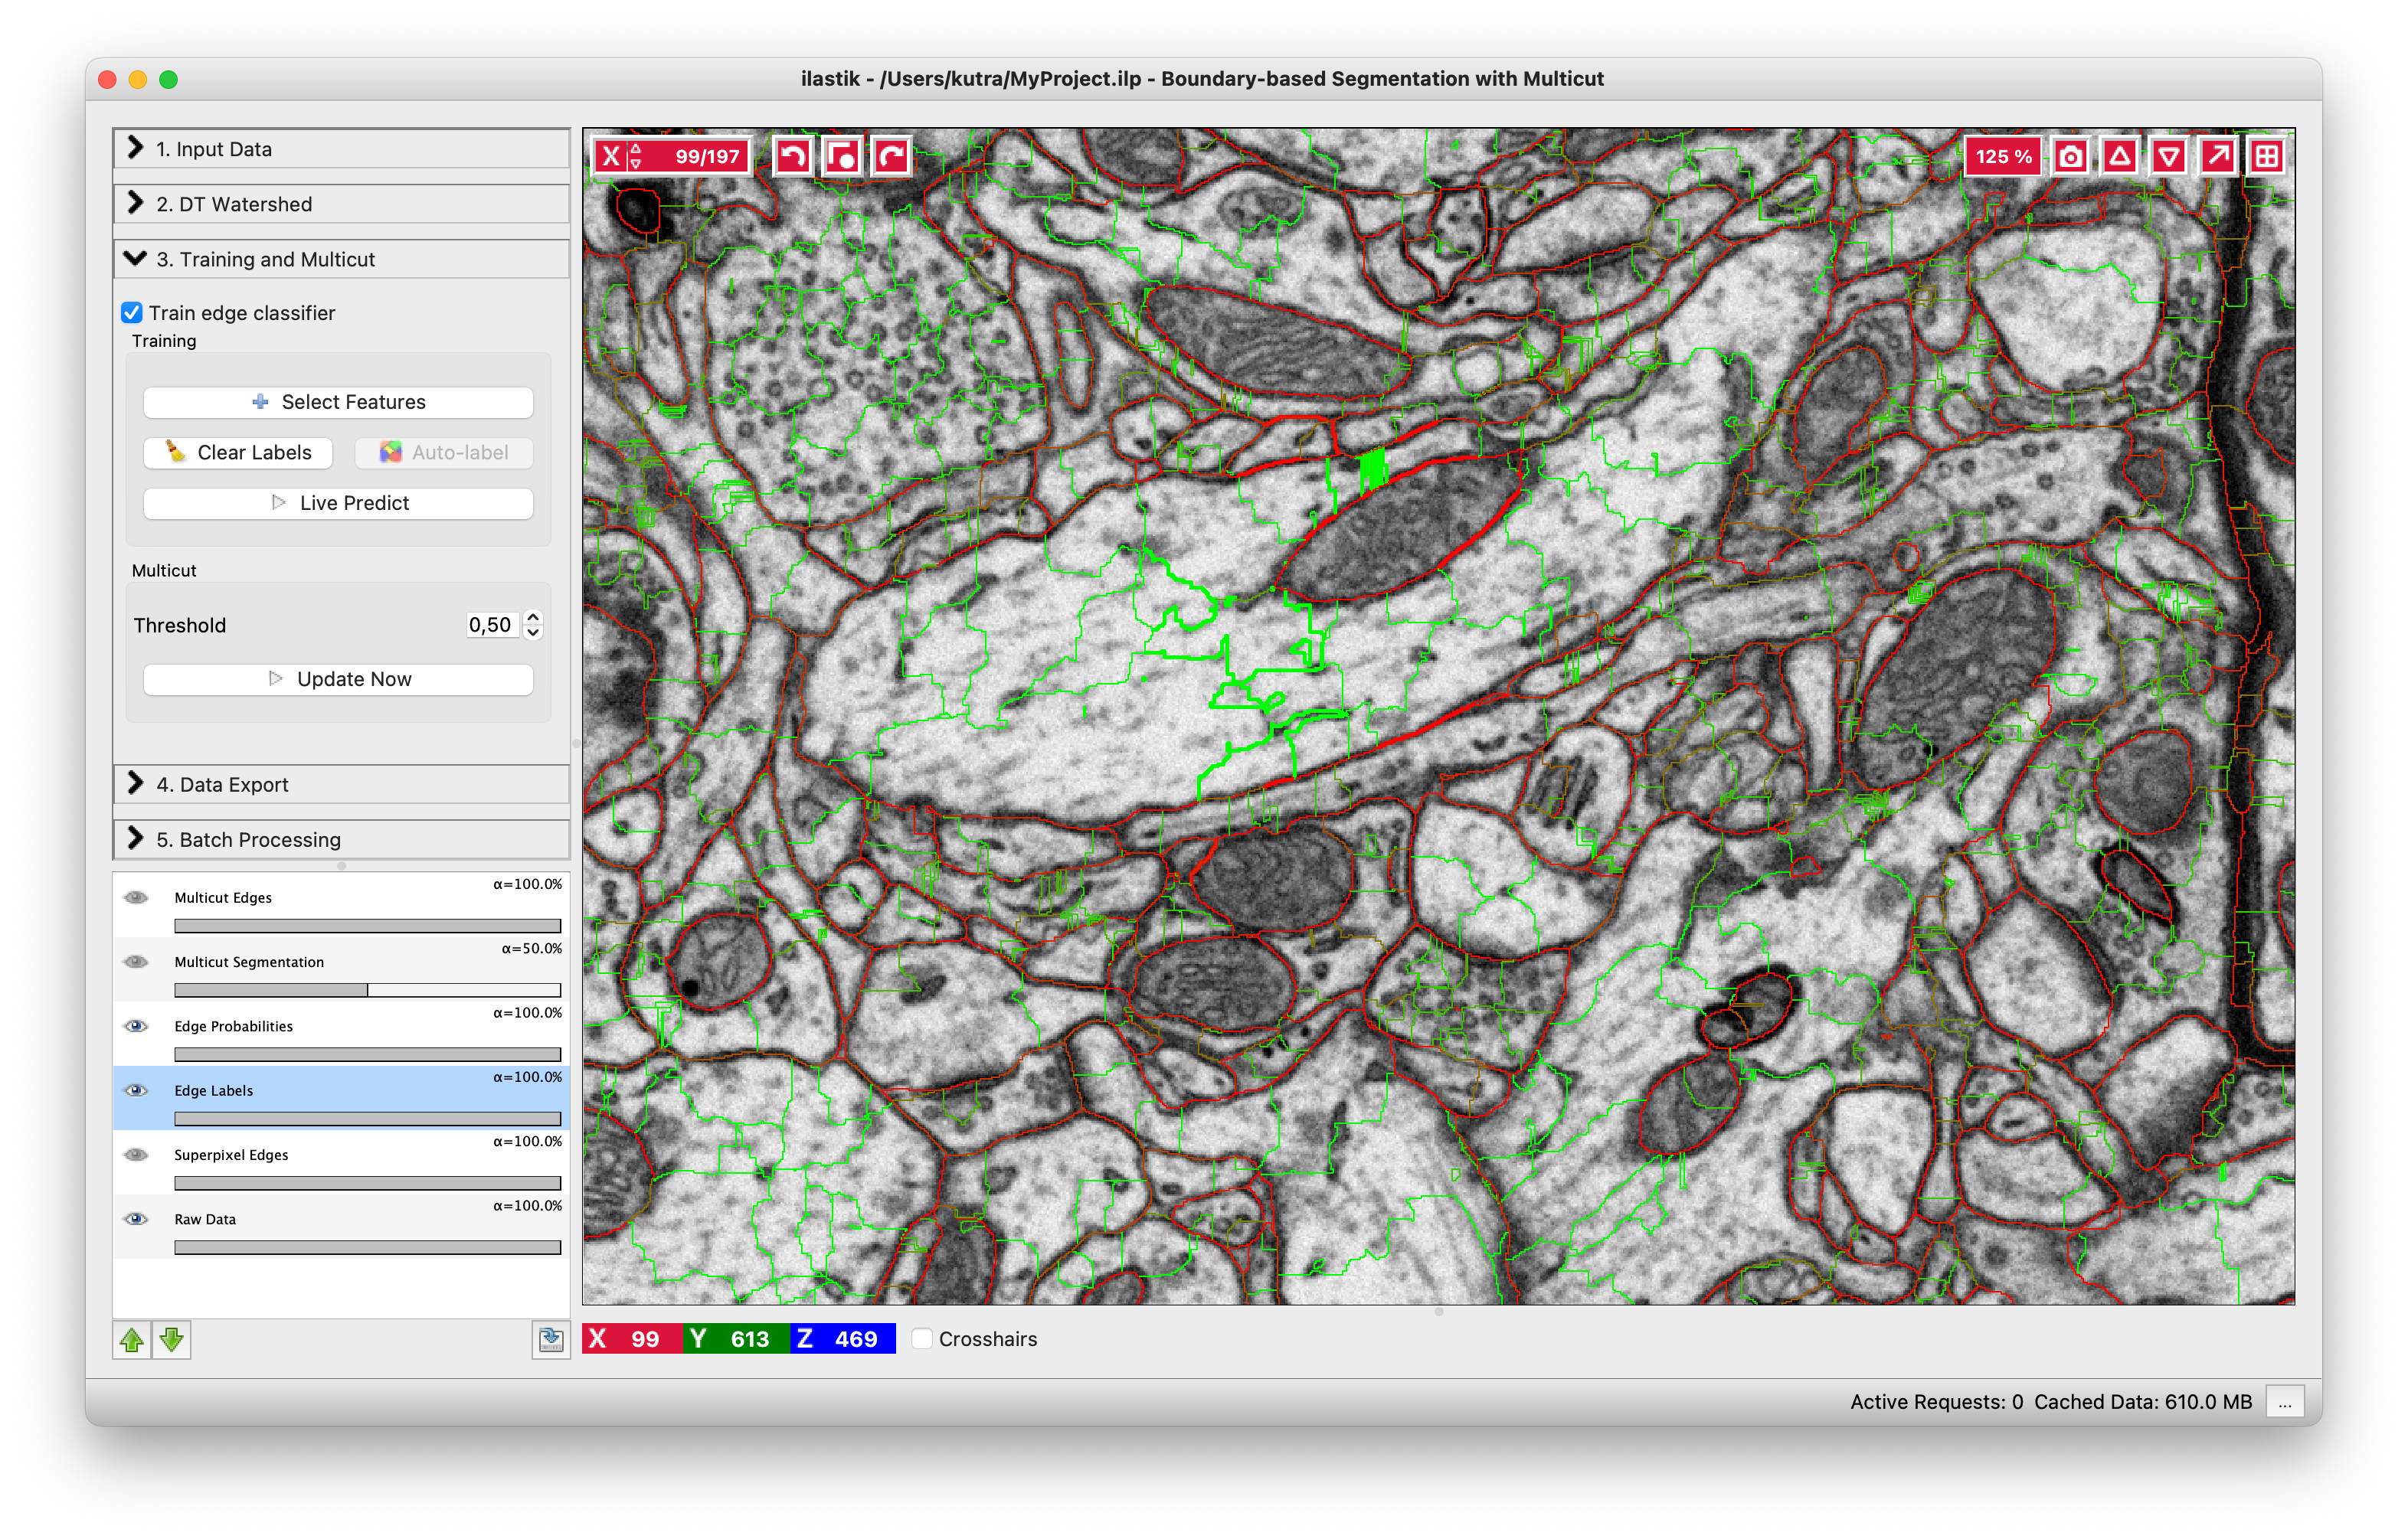 ilastik - /Users/kutra/MyProject.ilp - Boundary-based Segmentation with Multicut
1. Input Data
2. DT Watershed
3. Training and Multicut
Train edge classifier
Training
Select Features
Clear Labels
Auto-label
Live Predict
Multicut
Threshold
0,50
Update Now
4. Data Export
5. Batch Processing
α=100.0%
Multicut Edges
α=50.0%
Multicut Segmentation
α=100.0%
Edge Probabilities
α=100.0%
Edge Labels
α=100.0%
Superpixel Edges
α=100.0%
Raw Data
X 99/197
125 %
X 99 Y 613 Z 469
Crosshairs
Active Requests: 0 Cached Data: 610.0 MB
...